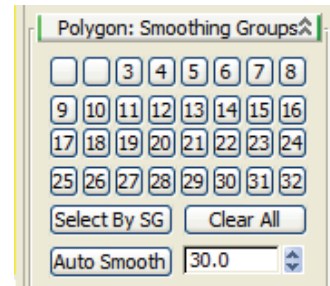 Polygon: Smoothing Groups
3 4 5 6 7 8
9 10 11 12 13 14 15 16
17 18 19 20 21 22 23 24
25 26 27 28 29 30 31 32
Select By SG Clear All
Auto Smooth 30.0